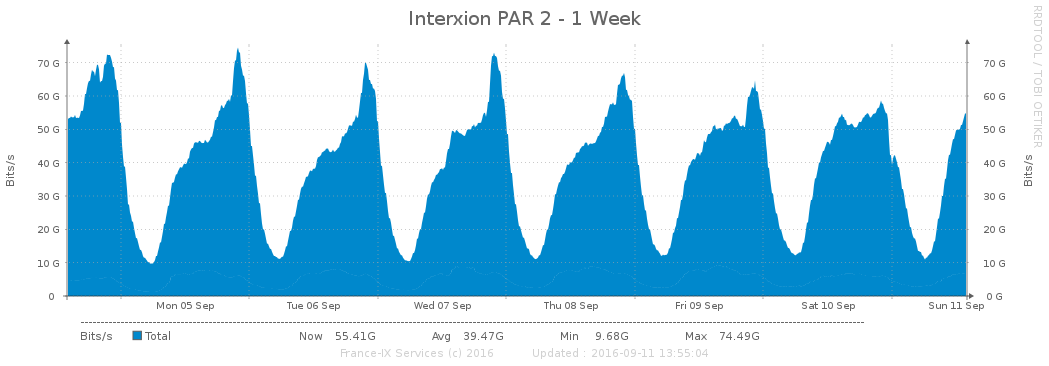 Interxion PAR 2 - 1 Week
RRDTOOL / TOBI OETIKER
Bits/s
70 G
60 G
50 G
40 G
30 G
20 G
10 G
0
70 G
60 G
50 G
40 G
30 G
20 G
10 G
0 G
Bits/s
Mon 05 Sep Tue 06 Sep Wed 07 Sep Thu 08 Sep Fri 09 Sep Sat 10 Sep Sun 11 Sep
Bits/s Total Now 55.41G Avg 39.47G Min 9.68G Max 74.49G
France-IX Services (c) 2016 Updated : 2016-09-11 13:55:04